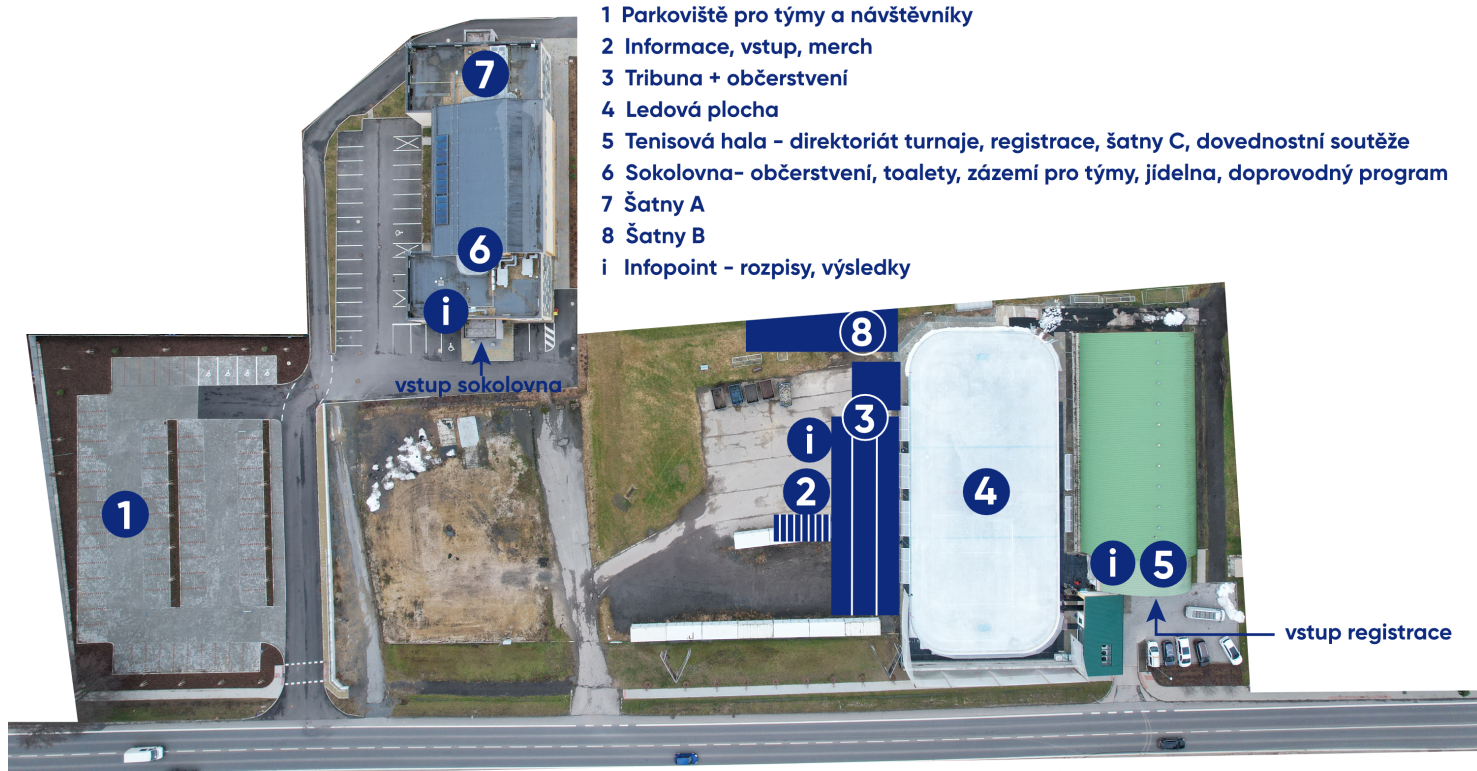 1 Parkoviště pro týmy a návštěvníky
2 Informace, vstup, merch
3 Tribuna + občerstvení
4 Ledová plocha
5 Tenisová hala - direktoriát turnaje, registrace, šatny C, dovednostní soutěže
6 Sokolovna- občerstvení, toalety, zázemí pro týmy, jídelna, doprovodný program
7 Šatny A
8 Šatny B
i Infopoint - rozpisy, výsledky
7
6
i
vstup sokolovna
8
3
i
2
4
1
i
5
vstup registrace